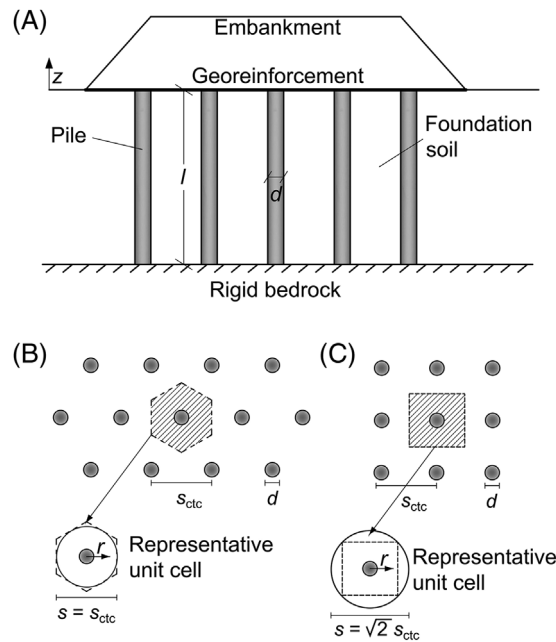 (A)
Embankment
Georeinforcement
z
Pile
Foundation
soil
l
d
Rigid bedrock
(B)
(C)
s_ctc
d
s_ctc
d
r
Representative
unit cell
s = s_ctc
r
Representative
unit cell
s = √2 s_ctc